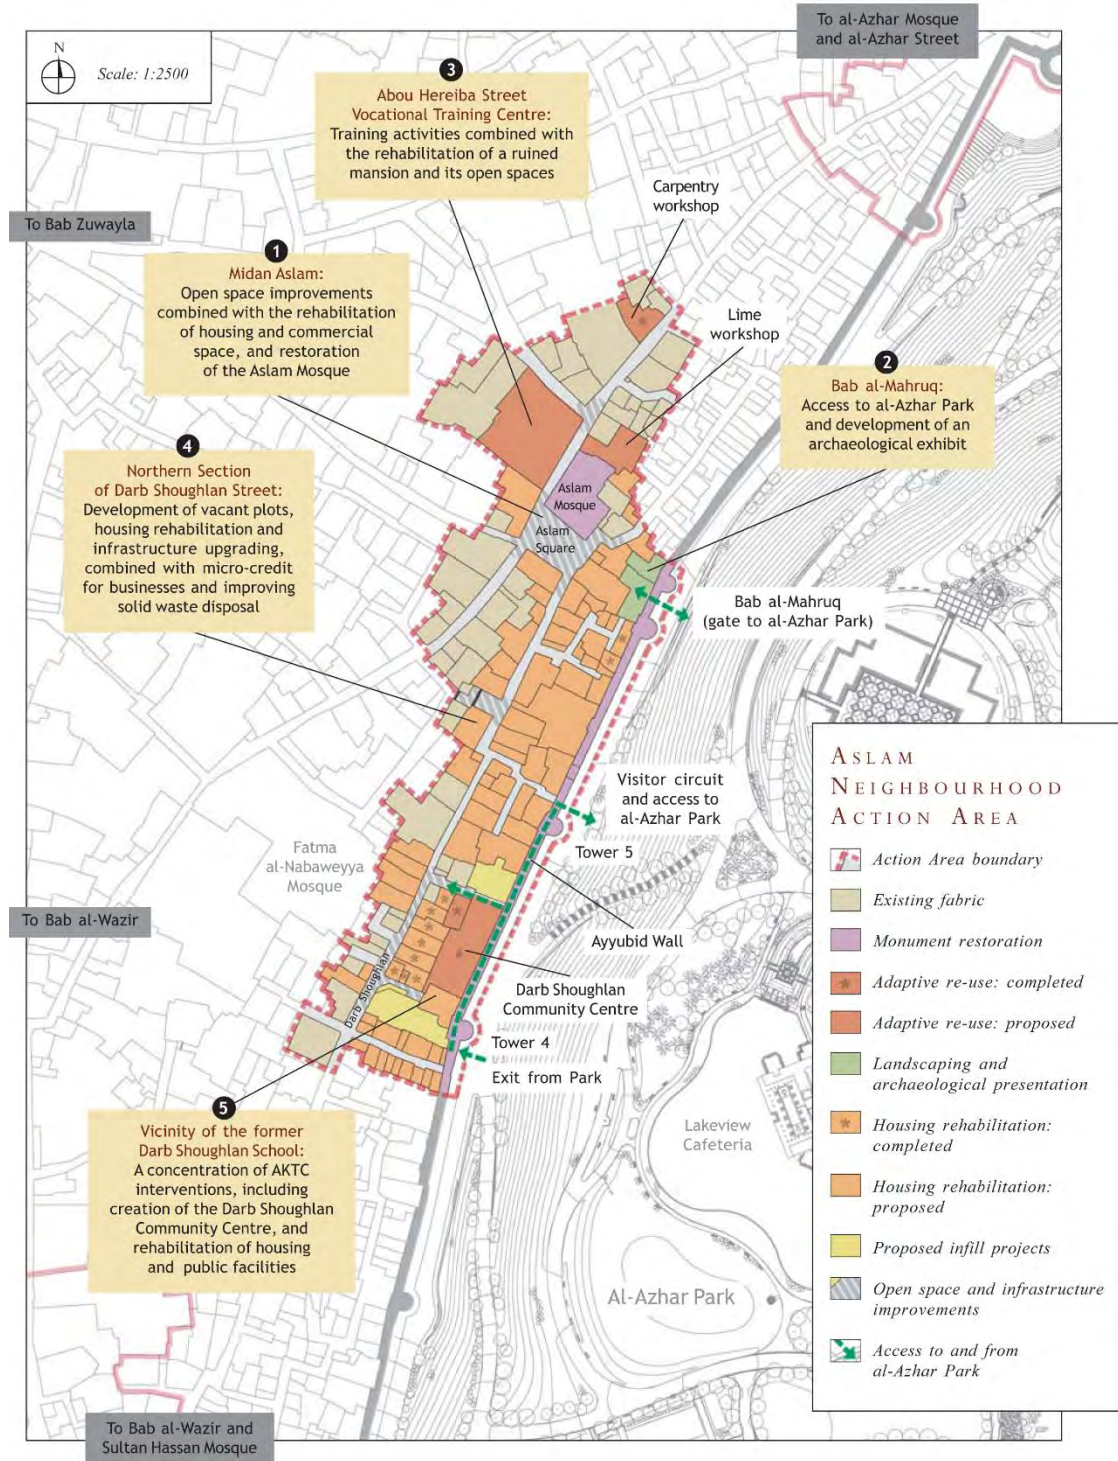 To al-Azhar Mosque
and al-Azhar Street
N
Scale: 1:2500
3
Abou Hereiba Street
Vocational Training Centre:
Training activities combined with
the rehabilitation of a ruined
mansion and its open spaces
Carpentry
workshop
To Bab Zuwayla
1
Midan Aslam:
Open space improvements
combined with the rehabilitation
of housing and commercial
space, and restoration
of the Aslam Mosque
Lime
workshop
2
Bab al-Mahruq:
Access to al-Azhar Park
and development of an
archaeological exhibit
4
Northern Section
of Darb Shoughlan Street:
Development of vacant plots,
housing rehabilitation and
infrastructure upgrading,
combined with micro-credit
for businesses and improving
solid waste disposal
Aslam
Mosque
Aslam
Square
Bab al-Mahruq
(gate to al-Azhar Park)
Visitor circuit
and access to
al-Azhar Park
Tower 5
Fatma
al-Nabaweyya
Mosque
To Bab al-Wazir
Ayyubid Wall
Darb Shoughlan
Darb Shoughlan
Community Centre
Tower 4
Exit from Park
5
Vicinity of the former
Darb Shoughlan School:
A concentration of AKTC
interventions, including
creation of the Darb Shoughlan
Community Centre, and
rehabilitation of housing
and public facilities
Lakeview
Cafeteria
Al-Azhar Park
To Bab al-Wazir and
Sultan Hassan Mosque
ASLAM
NEIGHBOURHOOD
ACTION AREA
Action Area boundary
Existing fabric
Monument restoration
Adaptive re-use: completed
Adaptive re-use: proposed
Landscaping and
archaeological presentation
Housing rehabilitation:
completed
Housing rehabilitation:
proposed
Proposed infill projects
Open space and infrastructure
improvements
Access to and from
al-Azhar Park